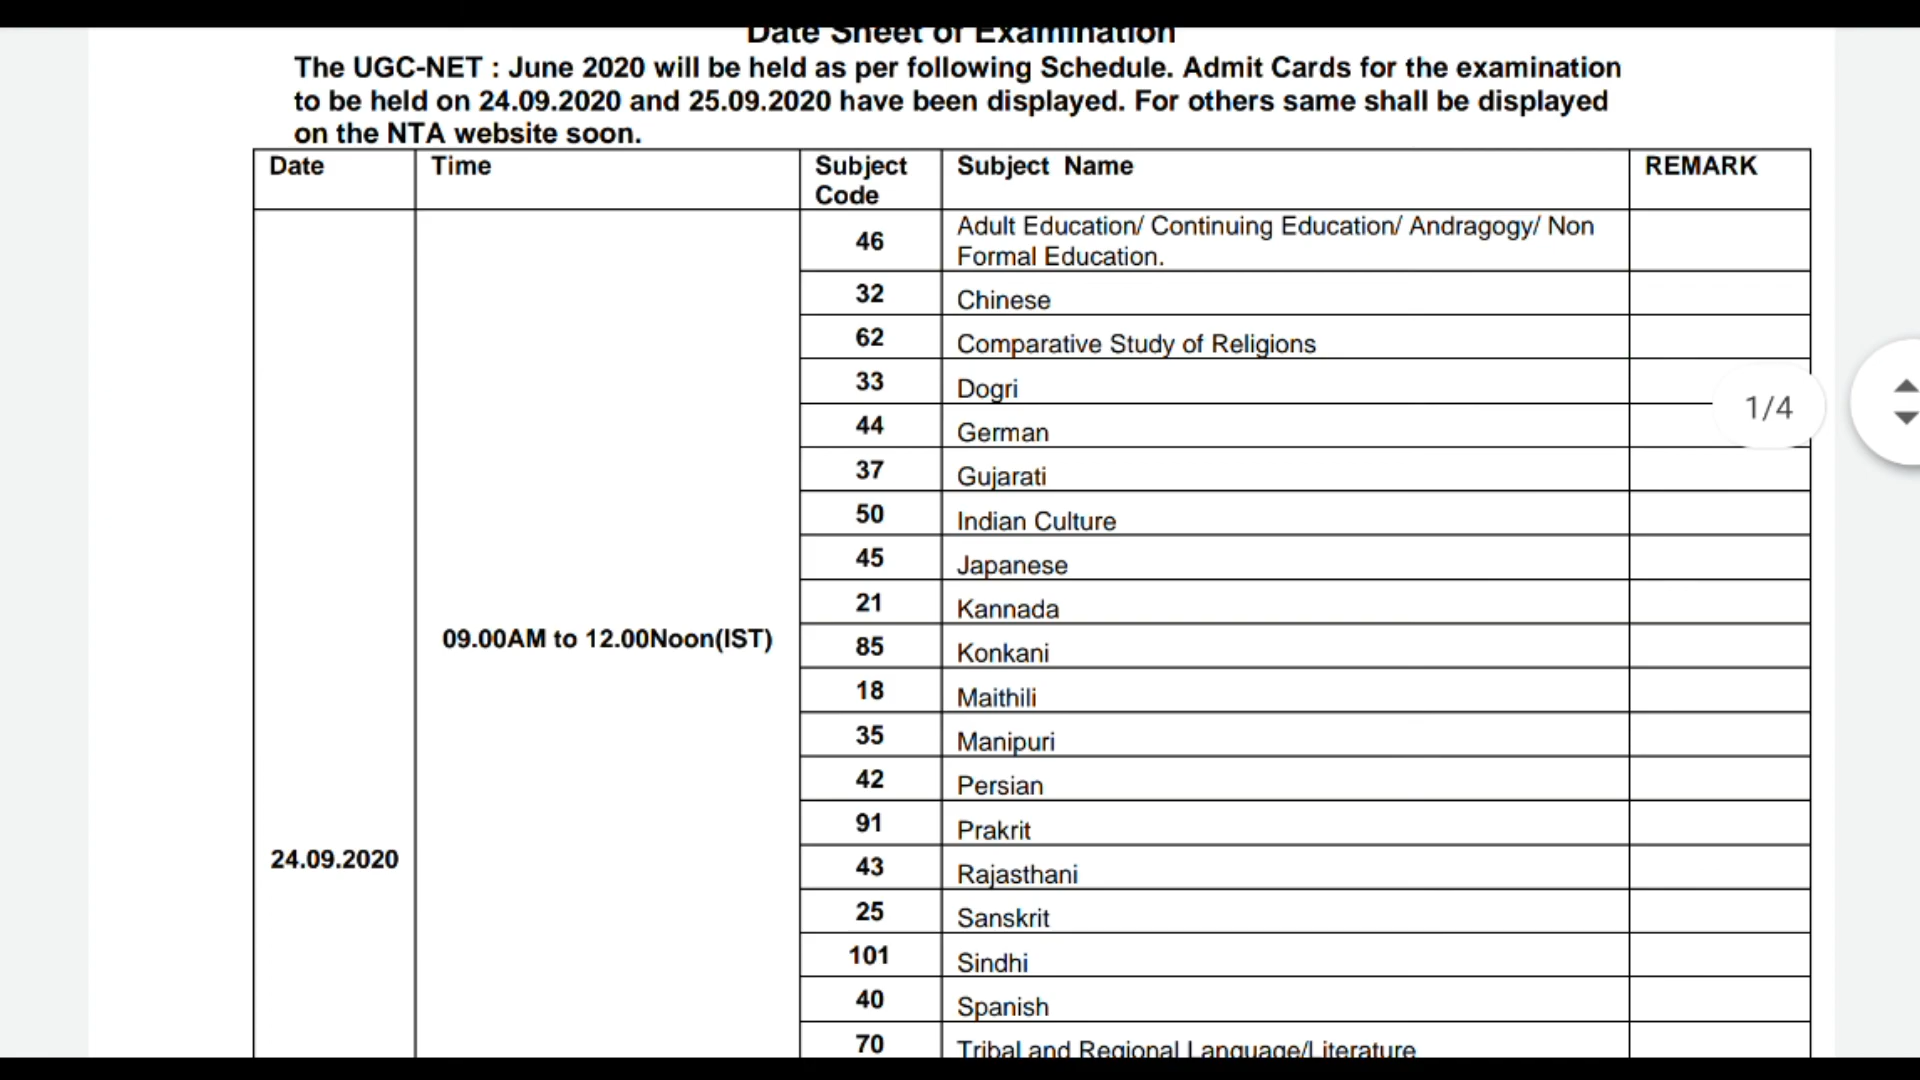 Date Sheet of Examination
The UGC-NET : June 2020 will be held as per following Schedule. Admit Cards for the examination
to be held on 24.09.2020 and 25.09.2020 have been displayed. For others same shall be displayed
on the NTA website soon.
Date Time Subject Code Subject Name REMARK
46 Adult Education/ Continuing Education/ Andragogy/ Non
Formal Education.
32 Chinese
62 Comparative Study of Religions
33 Dogri
1/4
44 German
37 Gujarati
50 Indian Culture
45 Japanese
21 Kannada
09.00AM to 12.00Noon(IST)
85 Konkani
18 Maithili
35 Manipuri
42 Persian
91 Prakrit
24.09.2020
43 Rajasthani
25 Sanskrit
101 Sindhi
40 Spanish
70 Tribal and Regional Language/Literature